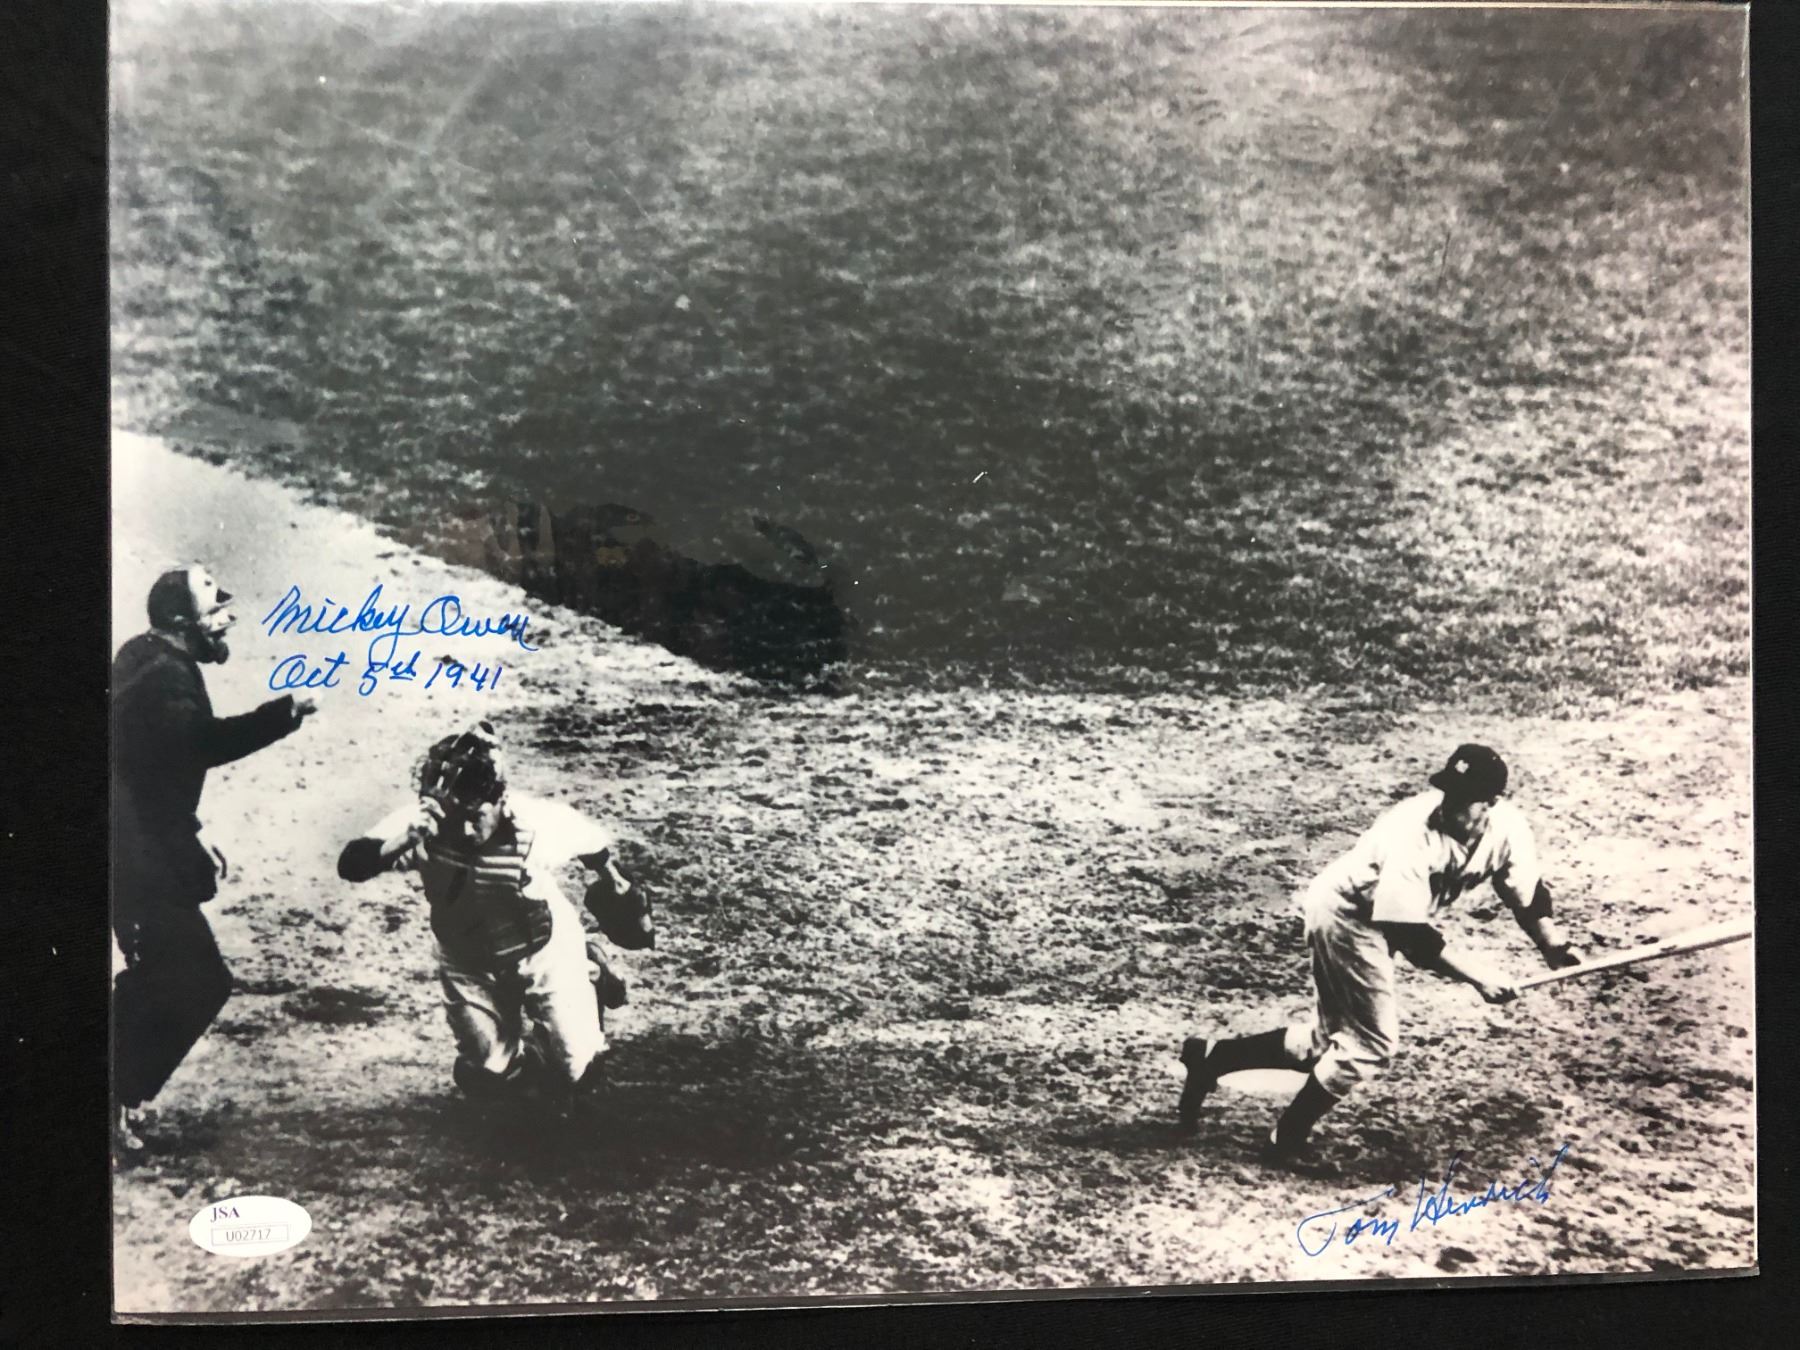 Mickey Owen
Oct 5th 1941
JSA
U02717
Tom Henrich